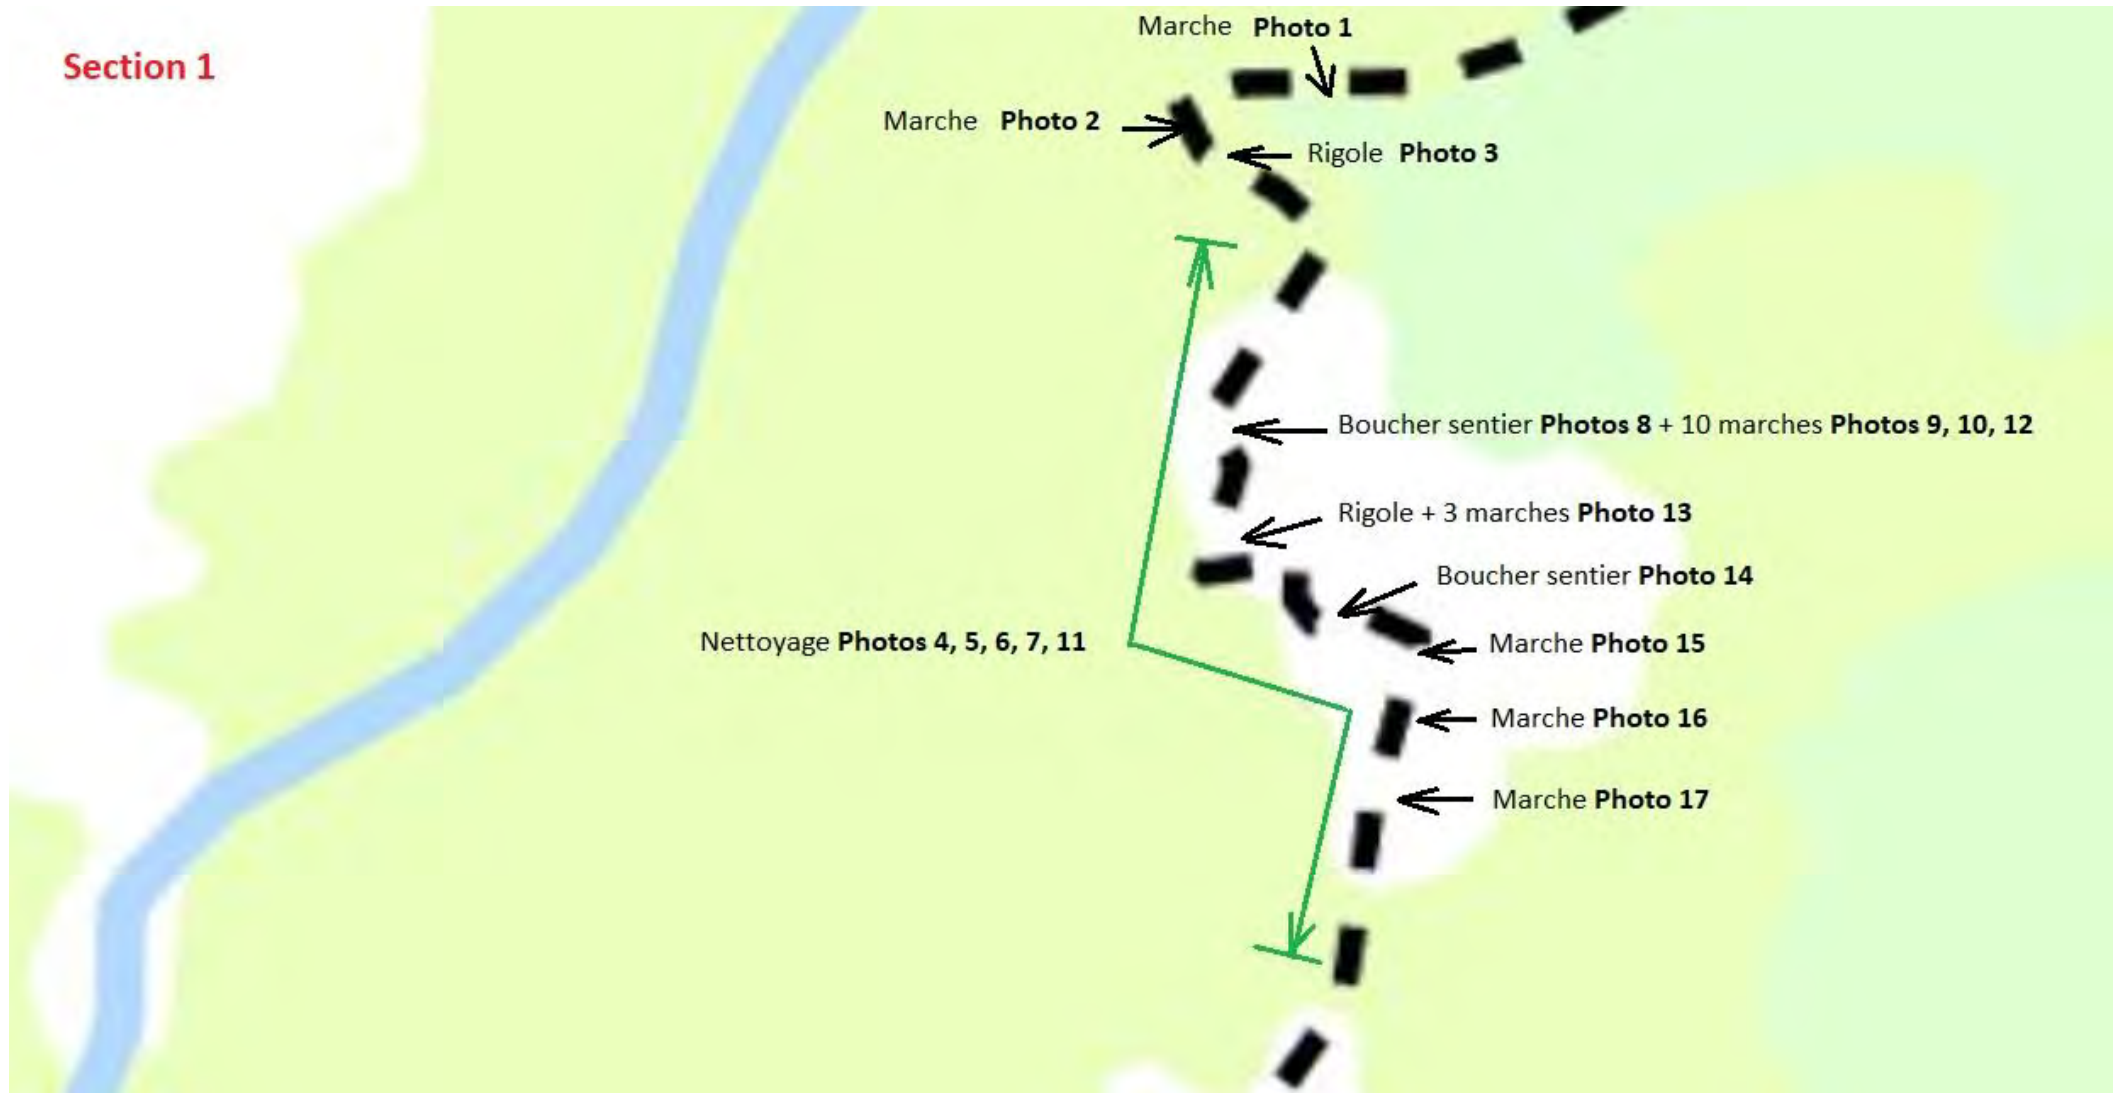 Section 1
Marche Photo 1
Marche Photo 2
Rigole Photo 3
Boucher sentier Photos 8 + 10 marches Photos 9, 10, 12
Rigole + 3 marches Photo 13
Boucher sentier Photo 14
Nettoyage Photos 4, 5, 6, 7, 11
Marche Photo 15
Marche Photo 16
Marche Photo 17